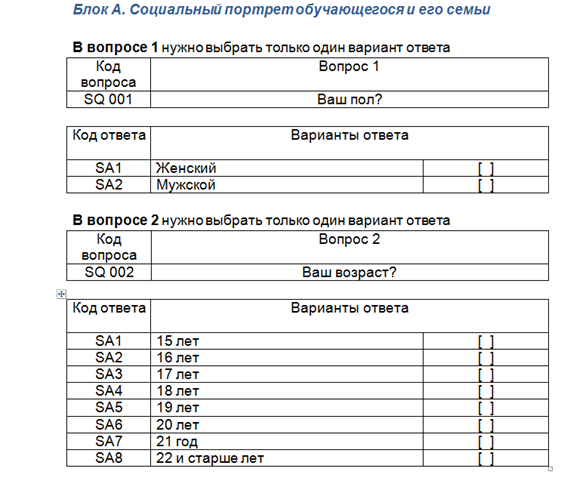 Блок А. Социальный портрет обучающегося и его семьи
В вопросе 1 нужно выбрать только один вариант ответа
Код вопроса Вопрос 1
SQ 001 Ваш пол?
Код ответа Варианты ответа
SA1 Женский [ ]
SA2 Мужской [ ]
В вопросе 2 нужно выбрать только один вариант ответа
Код вопроса Вопрос 2
SQ 002 Ваш возраст?
Код ответа Варианты ответа
SA1 15 лет [ ]
SA2 16 лет [ ]
SA3 17 лет [ ]
SA4 18 лет [ ]
SA5 19 лет [ ]
SA6 20 лет [ ]
SA7 21 год [ ]
SA8 22 и старше лет [ ]